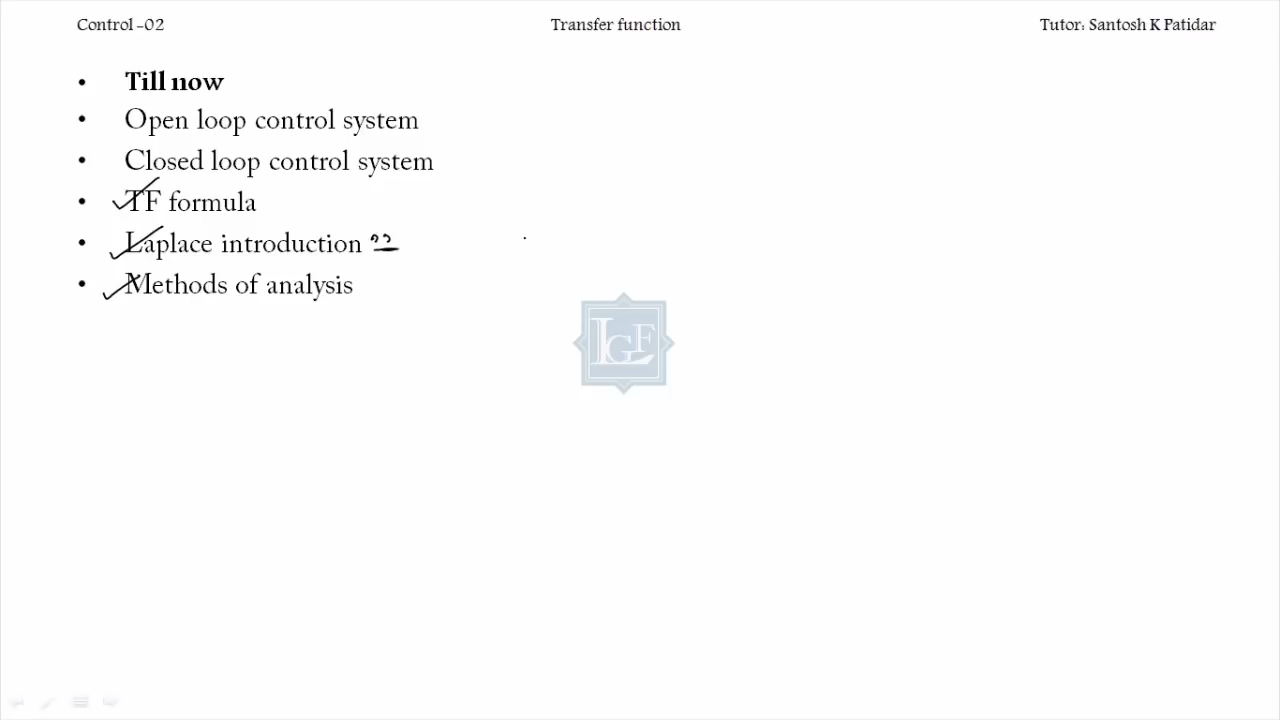 Control -02 Transfer function Tutor: Santosh K Patidar
• Till now
• Open loop control system
• Closed loop control system
• TF formula
• Laplace introduction ??
• Methods of analysis
LGF